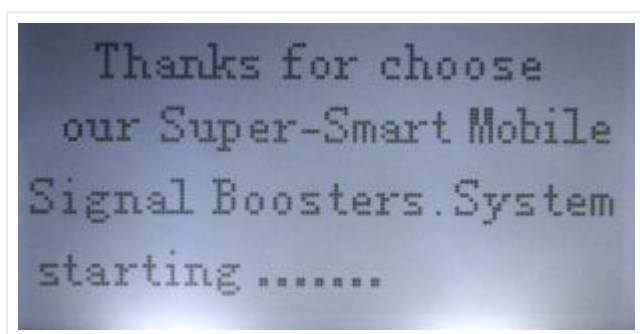 Thanks for choose
our Super-Smart Mobile
Signal Boosters.System
starting .......